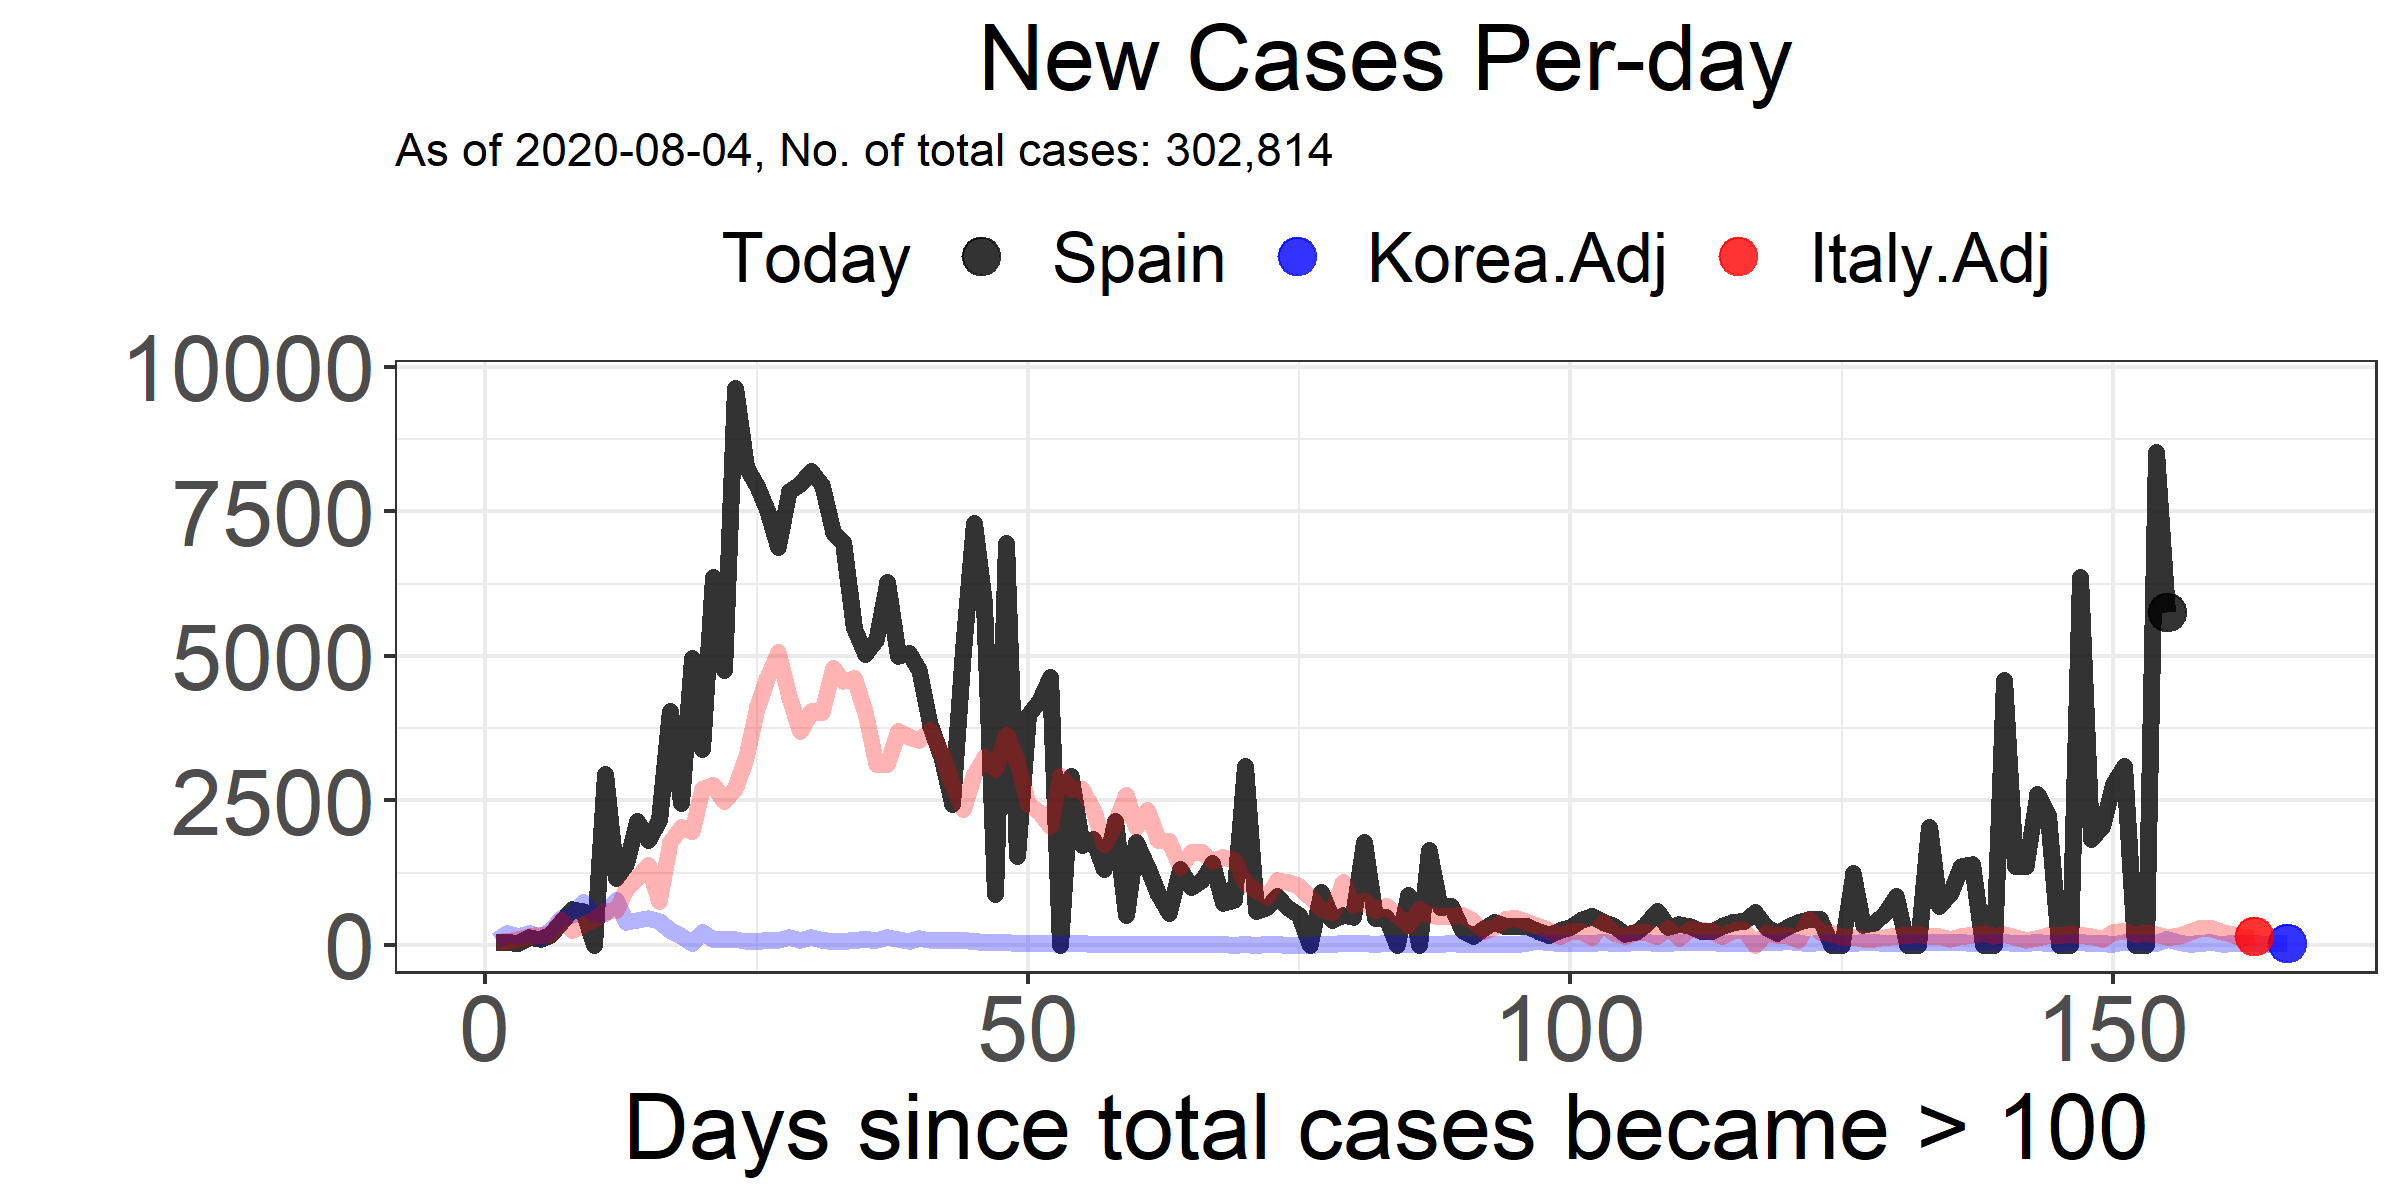 New Cases Per-day
As of 2020-08-04, No. of total cases: 302,814
Today Spain Korea.Adj Italy.Adj
10000
7500
5000
2500
0
0 50 100 150
Days since total cases became > 100